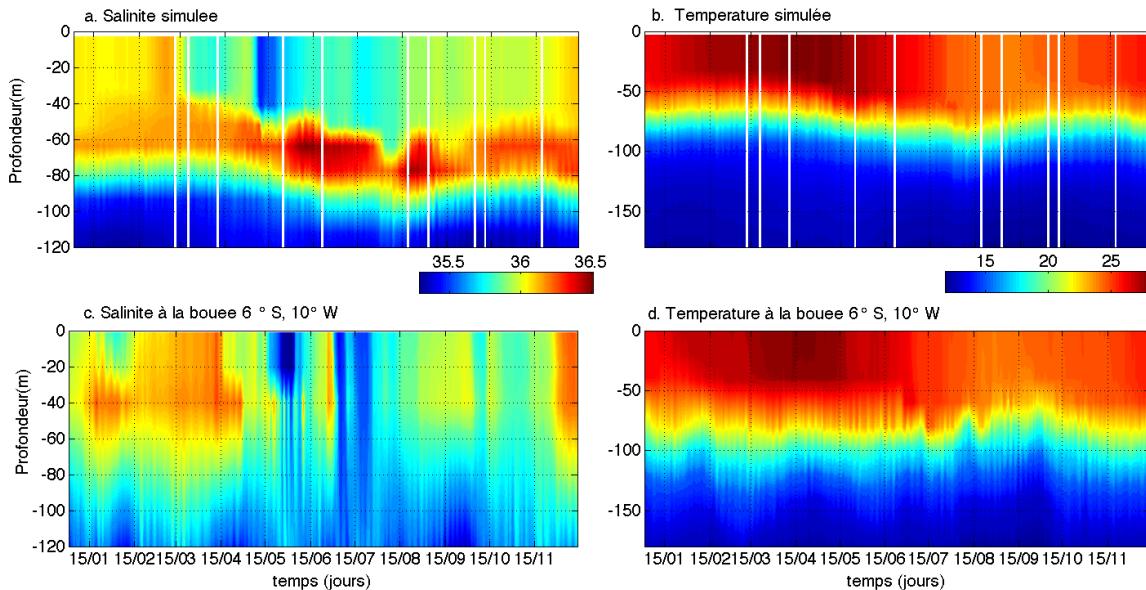 a. Salinite simulee
b. Temperature simulée
0
-20
-40
-60
-80
-100
-120
Profondeur(m)
0
-50
-100
-150
35.5 36 36.5
15 20 25
c. Salinite à la bouee 6 ° S, 10° W
d. Temperature à la bouee 6° S, 10° W
0
-20
-40
-60
-80
-100
-120
Profondeur(m)
0
-50
-100
-150
15/01 15/02 15/03 15/04 15/05 15/06 15/07 15/08 15/09 15/10 15/11
15/01 15/02 15/03 15/04 15/05 15/06 15/07 15/08 15/09 15/10 15/11
temps (jours)
temps (jours)